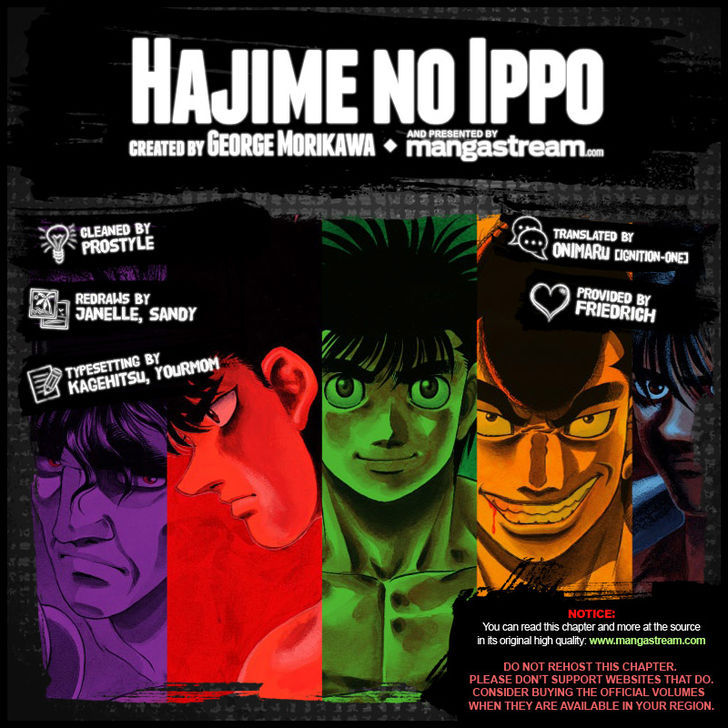 HAJIME NO IPPO
CREATED BY GEORGE MORIKAWA ◆ AND PRESENTED BY mangastream.com
CLEANED BY
PROSTYLE
REDRAWS BY
JANELLE, SANDY
TYPESETTING BY
KAGEHITSU, YOURMOM
TRANSLATED BY
ONIMARU [IGNITION-ONE]
PROVIDED BY
FRIEDRICH
NOTICE:
You can read this chapter and more at the source
in its original high quality: www.mangastream.com
DO NOT REHOST THIS CHAPTER.
PLEASE DON'T SUPPORT WEBSITES THAT DO.
CONSIDER BUYING THE OFFICIAL VOLUMES
WHEN THEY ARE AVAILABLE IN YOUR REGION.